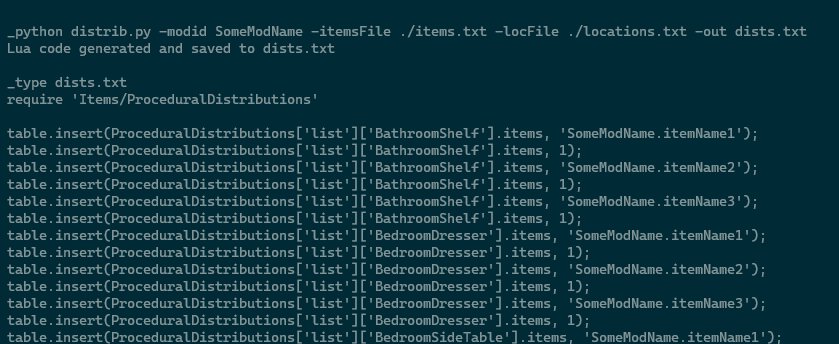 _python distrib.py -modid SomeModName -itemsFile ./items.txt -locFile ./locations.txt -out dists.txt
Lua code generated and saved to dists.txt
_type dists.txt
require 'Items/ProceduralDistributions'
table.insert(ProceduralDistributions['list']['BathroomShelf'].items, 'SomeModName.itemName1');
table.insert(ProceduralDistributions['list']['BathroomShelf'].items, 1);
table.insert(ProceduralDistributions['list']['BathroomShelf'].items, 'SomeModName.itemName2');
table.insert(ProceduralDistributions['list']['BathroomShelf'].items, 1);
table.insert(ProceduralDistributions['list']['BathroomShelf'].items, 'SomeModName.itemName3');
table.insert(ProceduralDistributions['list']['BathroomShelf'].items, 1);
table.insert(ProceduralDistributions['list']['BedroomDresser'].items, 'SomeModName.itemName1');
table.insert(ProceduralDistributions['list']['BedroomDresser'].items, 1);
table.insert(ProceduralDistributions['list']['BedroomDresser'].items, 'SomeModName.itemName2');
table.insert(ProceduralDistributions['list']['BedroomDresser'].items, 1);
table.insert(ProceduralDistributions['list']['BedroomDresser'].items, 'SomeModName.itemName3');
table.insert(ProceduralDistributions['list']['BedroomDresser'].items, 1);
table.insert(ProceduralDistributions['list']['BedroomSideTable'].items, 'SomeModName.itemName1');